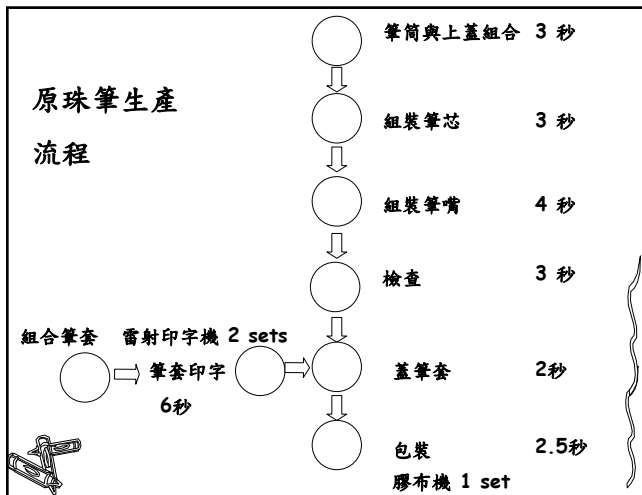 筆筒與上蓋組合 3 秒
原珠筆生產
流程
組裝筆芯 3 秒
組裝筆嘴 4 秒
檢查 3 秒
組合筆套 雷射印字機 2 sets
筆套印字
6秒
蓋筆套 2秒
包裝 2.5秒
膠布機 1 set